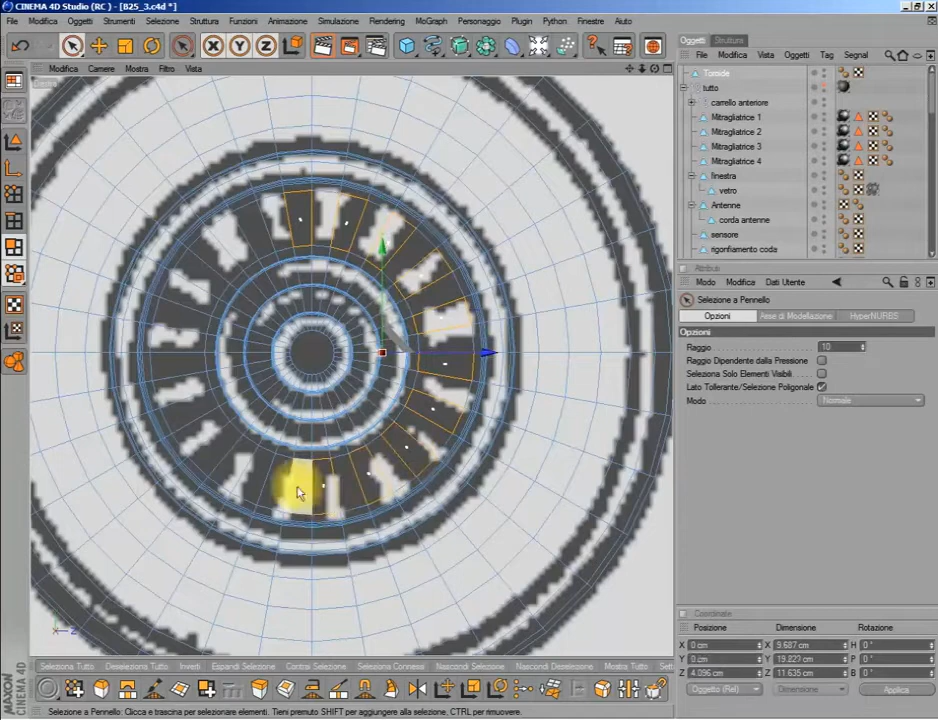 CINEMA 4D Studio (RC) - [B25_3.c4d *]
File Modifica Oggetti Strumenti Selezione Struttura Funzioni Animazione Simulazione Rendering MoGraph Personaggio Plugin Python Finestre Aiuto
X Y Z
Modifica Camere Mostra Filtro Vista
Z
Seleziona Tutto Deseleziona Tutto Inverti Espandi Selezione Contrai Selezione Seleziona Connessi Nascondi Selezione Nascondi Deselezione Mostra Tutto
Selezione a Pennello: Clicca e trascina per selezionare elementi. Tieni premuto SHIFT per aggiungere alla selezione, CTRL per rimuovere.
MAXON CINEMA 4D
Oggetti Struttura
File Modifica Vista Oggetti Tag Segnal
tutto
carrello anteriore
Mitragliatrice 1
Mitragliatrice 2
Mitragliatrice 3
Mitragliatrice 4
finestra
vetro
Antenne
corda antenne
sensore
rigonfiamento coda
Attributi
Modo Modifica Dati Utente
Selezione a Pennello
Opzioni Asse di Modellazione HyperNURBS
Opzioni
Raggio 10
Raggio Dipendente dalla Pressione
Seleziona Solo Elementi Visibili
Lato Tollerante/Selezione Poligonale
Modo Normale
Coordinate
Posizione Dimensione Rotazione
X 0 cm X 9.687 cm H 0 °
Y 0 cm Y 19.823 cm P 0 °
Z 4.096 cm Z 11.635 cm B 0 °
Oggetto (Rel) Dimensione Applica